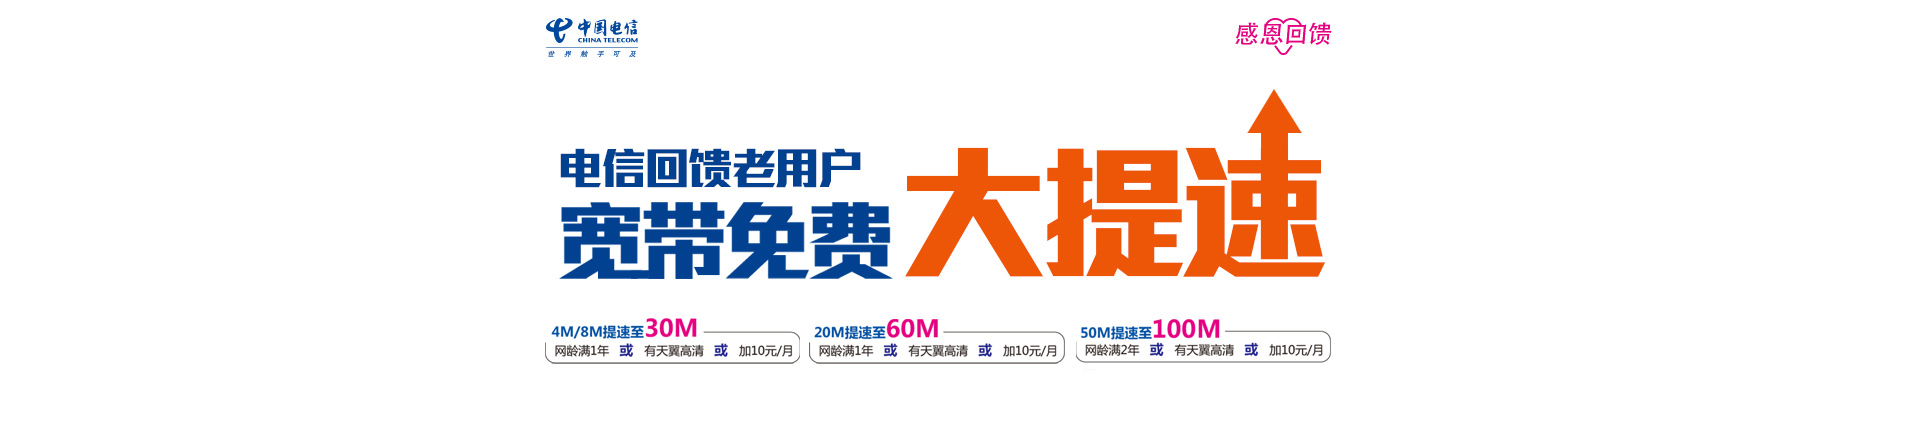 中国电信
CHINA TELECOM
世界触手可及
感恩回馈
电信回馈老用户
宽带免费 大提速
4M/8M提速至30M
网龄满1年 或 有天翼高清 或 加10元/月
20M提速至60M
网龄满1年 或 有天翼高清 或 加10元/月
50M提速至100M
网龄满2年 或 有天翼高清 或 加10元/月